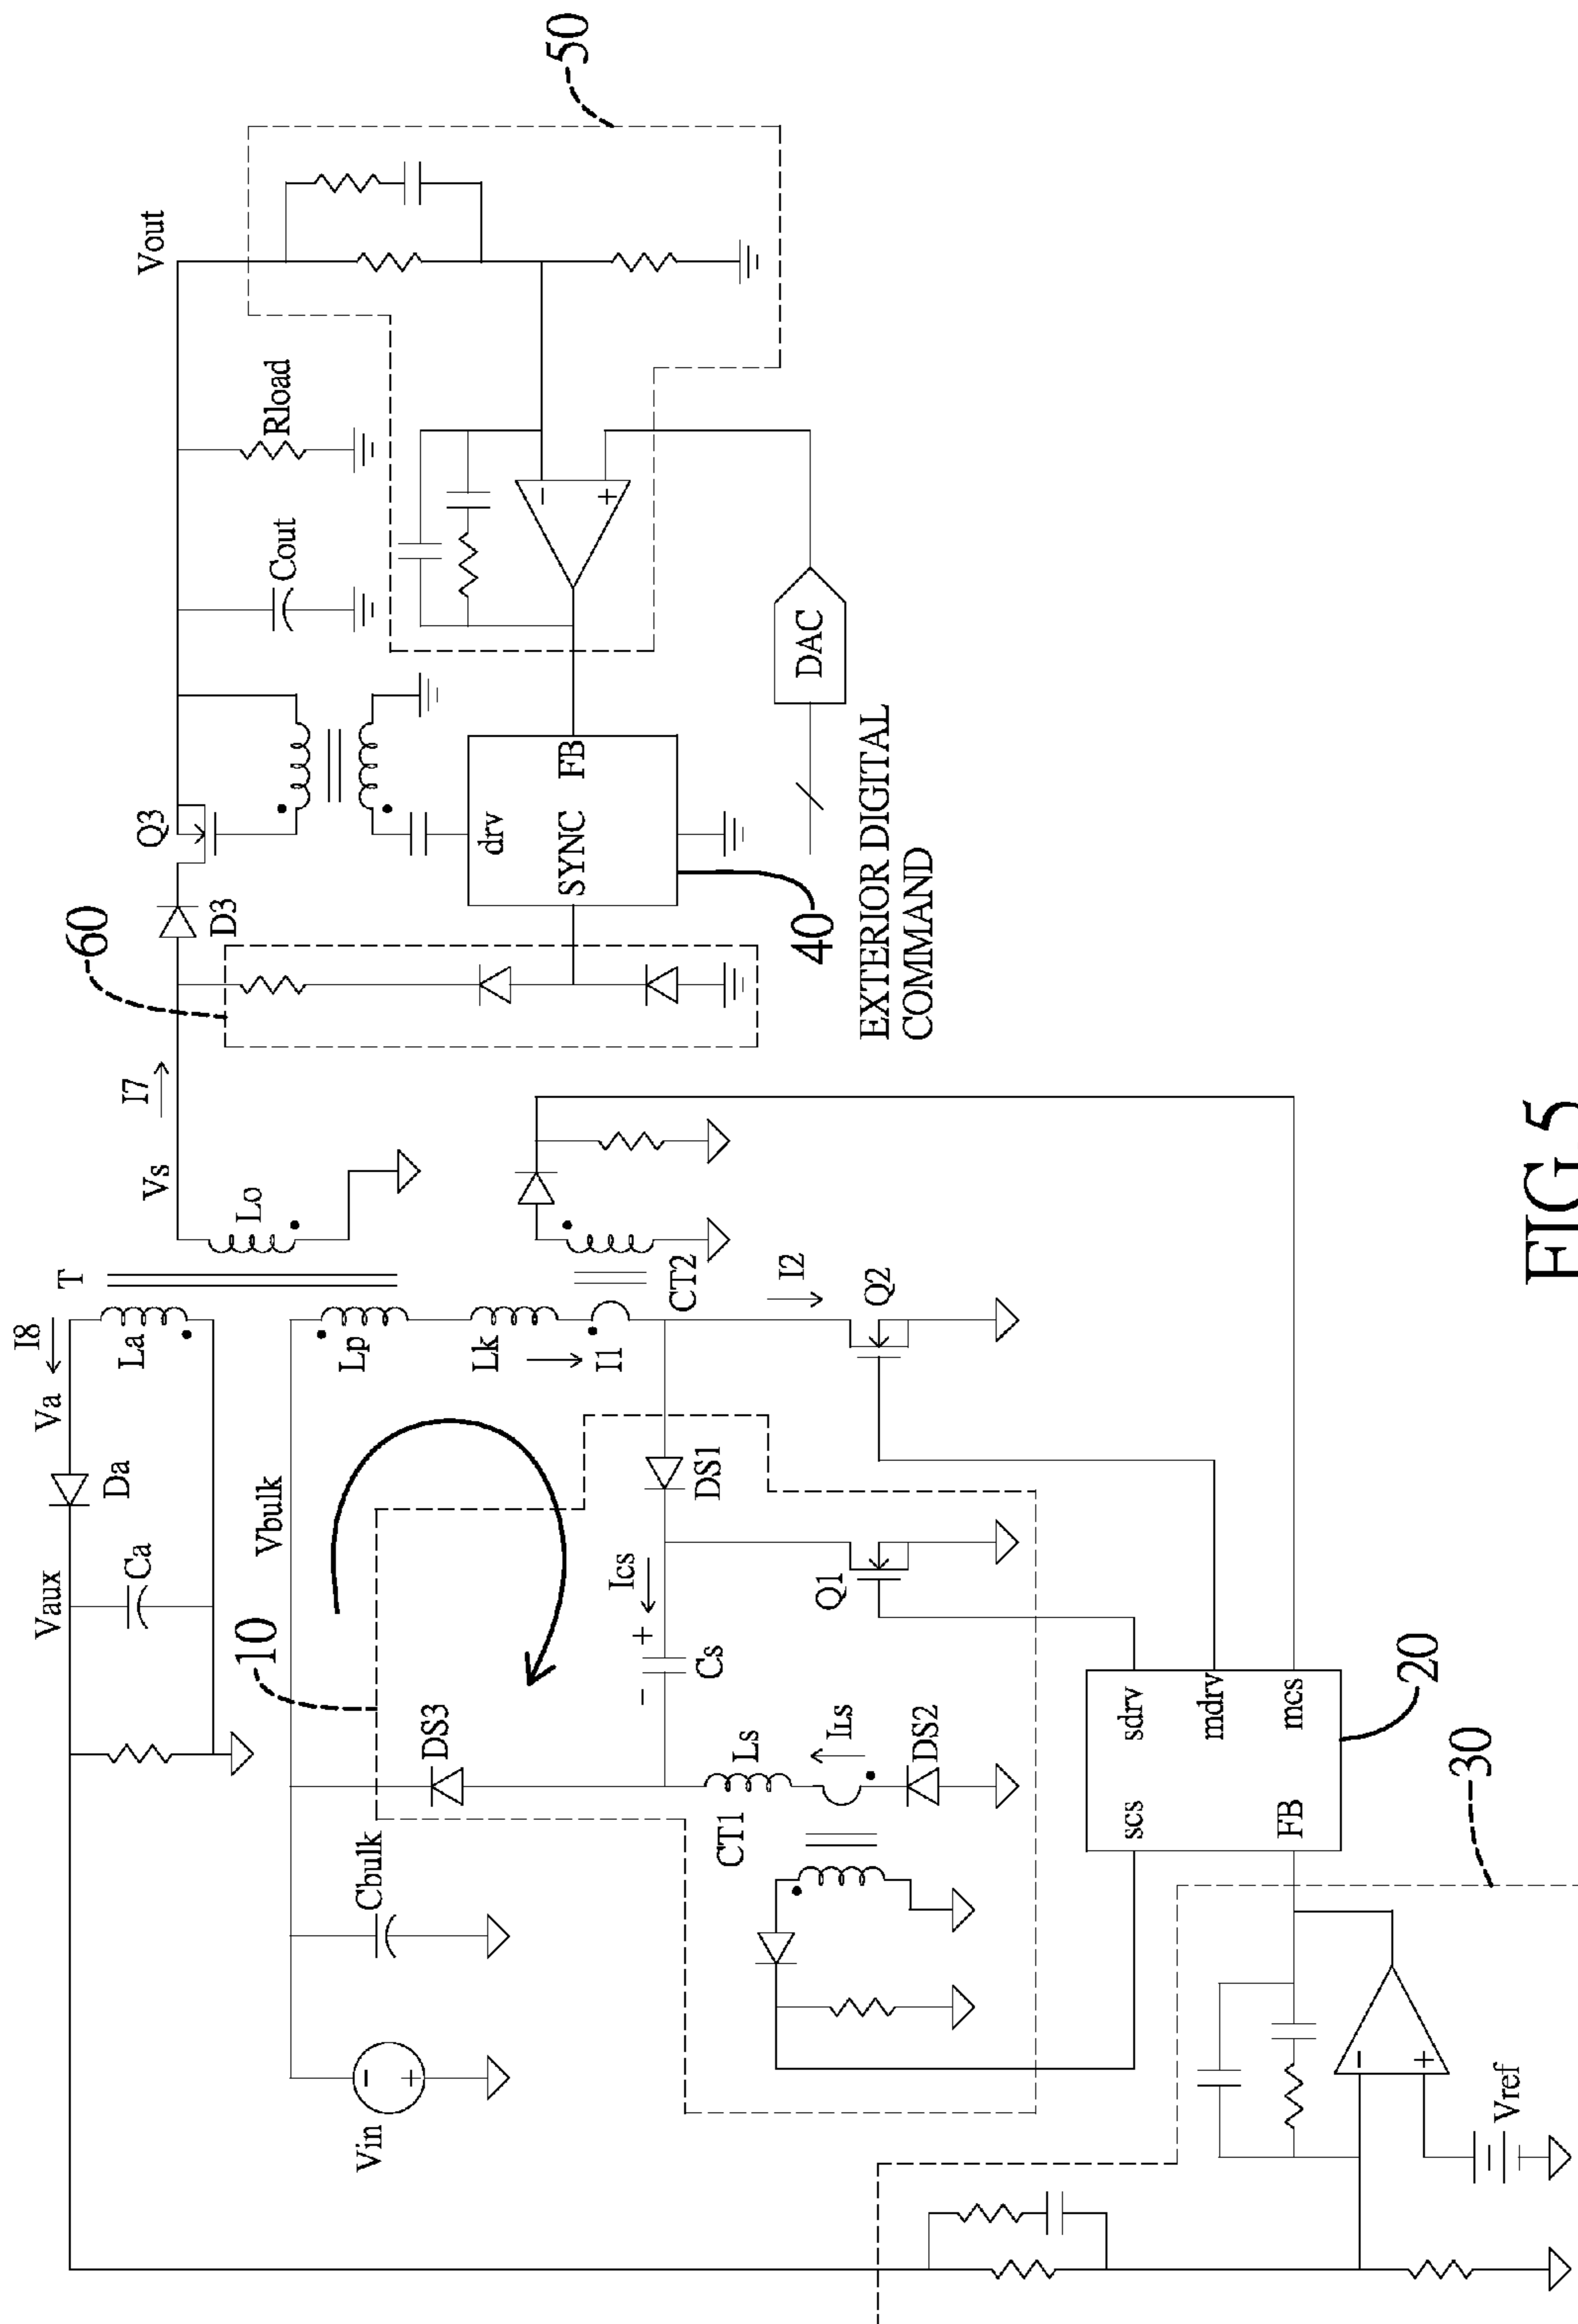 I8
Va
Vaux
Da
La
Ca
T
Vs
I7
Lo
60
D3
Q3
Vout
Cout
Rload
50
10
Vbulk
Cbulk
Vin
-
+
DS3
Lp
Lk
I1
CT2
I2
Q2
DS1
Ics
+
-
Cs
Q1
Ls
ILs
DS2
CT1
drv
SYNC
FB
40
-
+
DAC
EXTERIOR DIGITAL
COMMAND
scs
sdrv
mdrv
FB
mcs
20
30
-
+
Vref
FIG.5